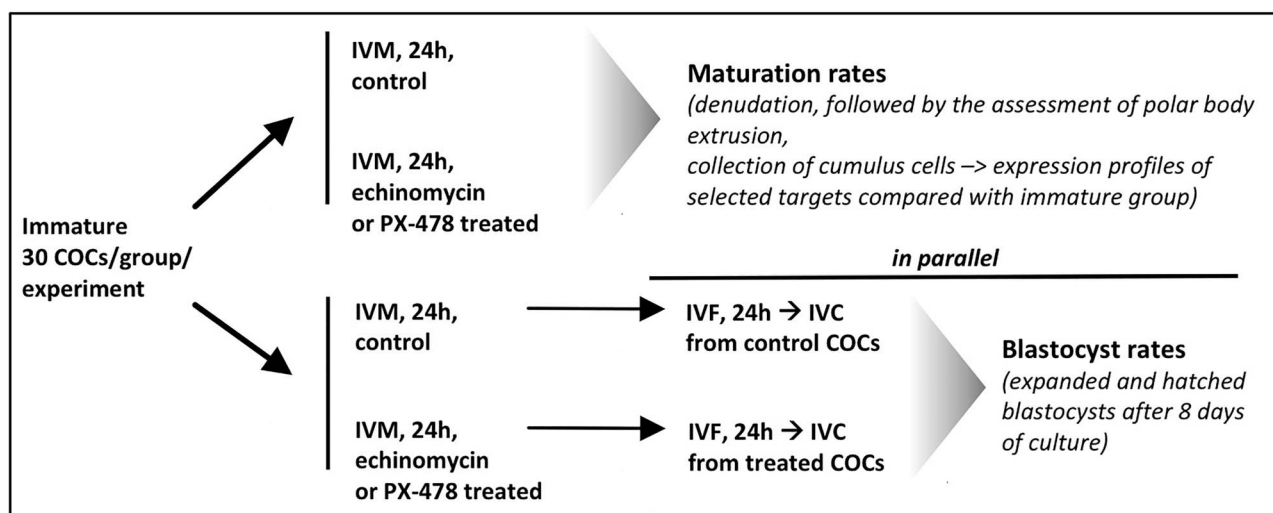 Immature
30 COCs/group/
experiment
IVM, 24h,
control
IVM, 24h,
echinomycin
or PX-478 treated
Maturation rates
(denudation, followed by the assessment of polar body
extrusion,
collection of cumulus cells –> expression profiles of
selected targets compared with immature group)
in parallel
IVM, 24h,
control
IVF, 24h → IVC
from control COCs
IVM, 24h,
echinomycin
or PX-478 treated
IVF, 24h → IVC
from treated COCs
Blastocyst rates
(expanded and hatched
blastocysts after 8 days
of culture)